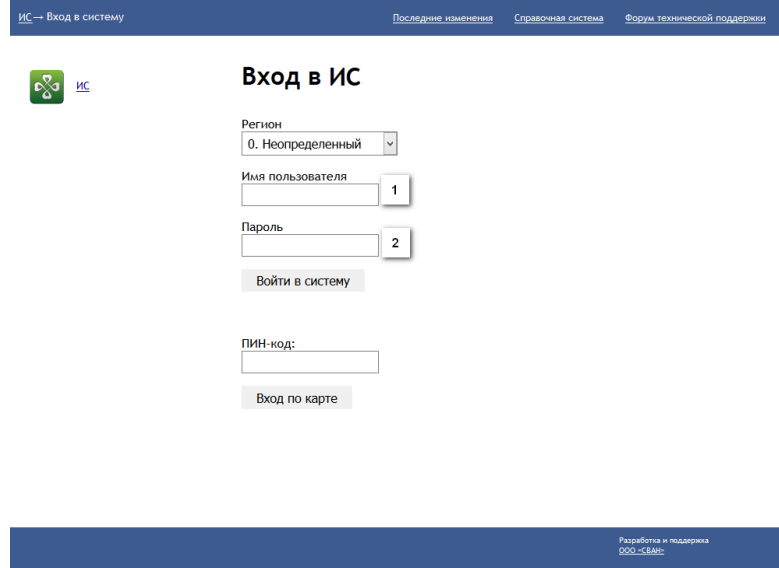 ИС→ Вход в систему
Последние изменения
Справочная система
Форум технической поддержки
ИС
Вход в ИС
Регион
0. Неопределенный
Имя пользователя
1
Пароль
2
Войти в систему
ПИН-код:
Вход по карте
Разработка и поддержка
ООО «СВАН»